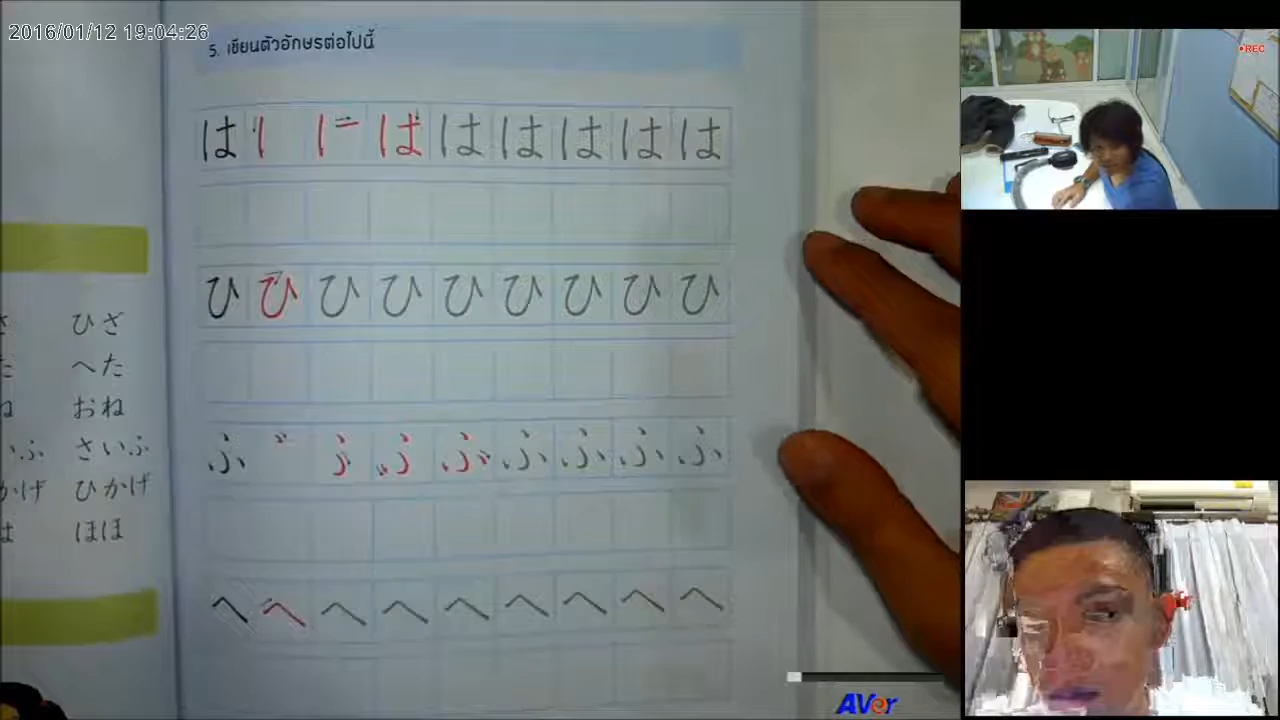 2016/01/12 19:04:26
5. เขียนตัวอักษรต่อไปนี้
は は は は は は は
ひ ひ ひ ひ ひ ひ ひ ひ ひ
ふ ふ ふ ふ ふ ふ
へ へ へ へ へ へ へ へ へ
ひざ
へた
おね
さいふ
かげ ひかげ
ほほ
REC
AVer